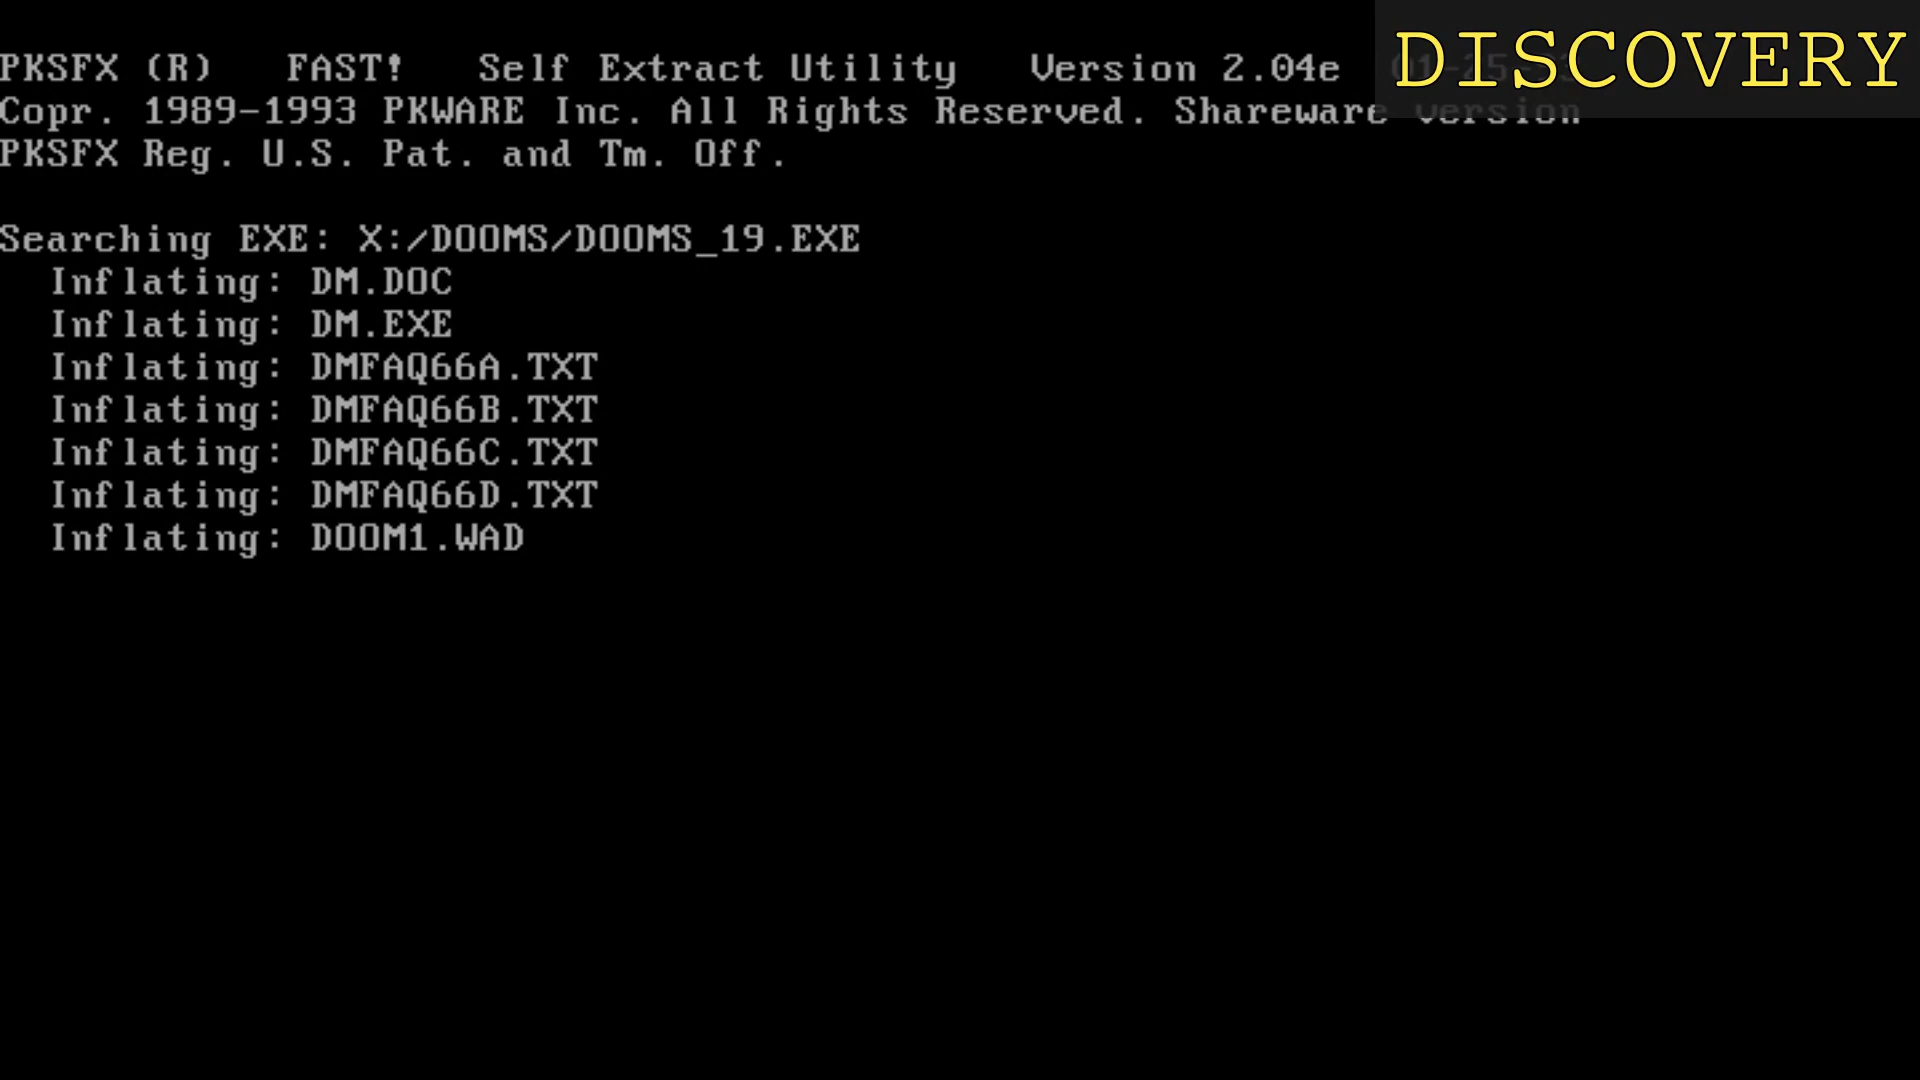 DISCOVERY
PKSFX (R) FAST! Self Extract Utility Version 2.04e
Copr. 1989-1993 PKWARE Inc. All Rights Reserved. Shareware version
PKSFX Reg. U.S. Pat. and Tm. Off.
Searching EXE: X:/DOOMS/DOOMS_19.EXE
Inflating: DM.DOC
Inflating: DM.EXE
Inflating: DMFAQ66A.TXT
Inflating: DMFAQ66B.TXT
Inflating: DMFAQ66C.TXT
Inflating: DMFAQ66D.TXT
Inflating: DOOM1.WAD